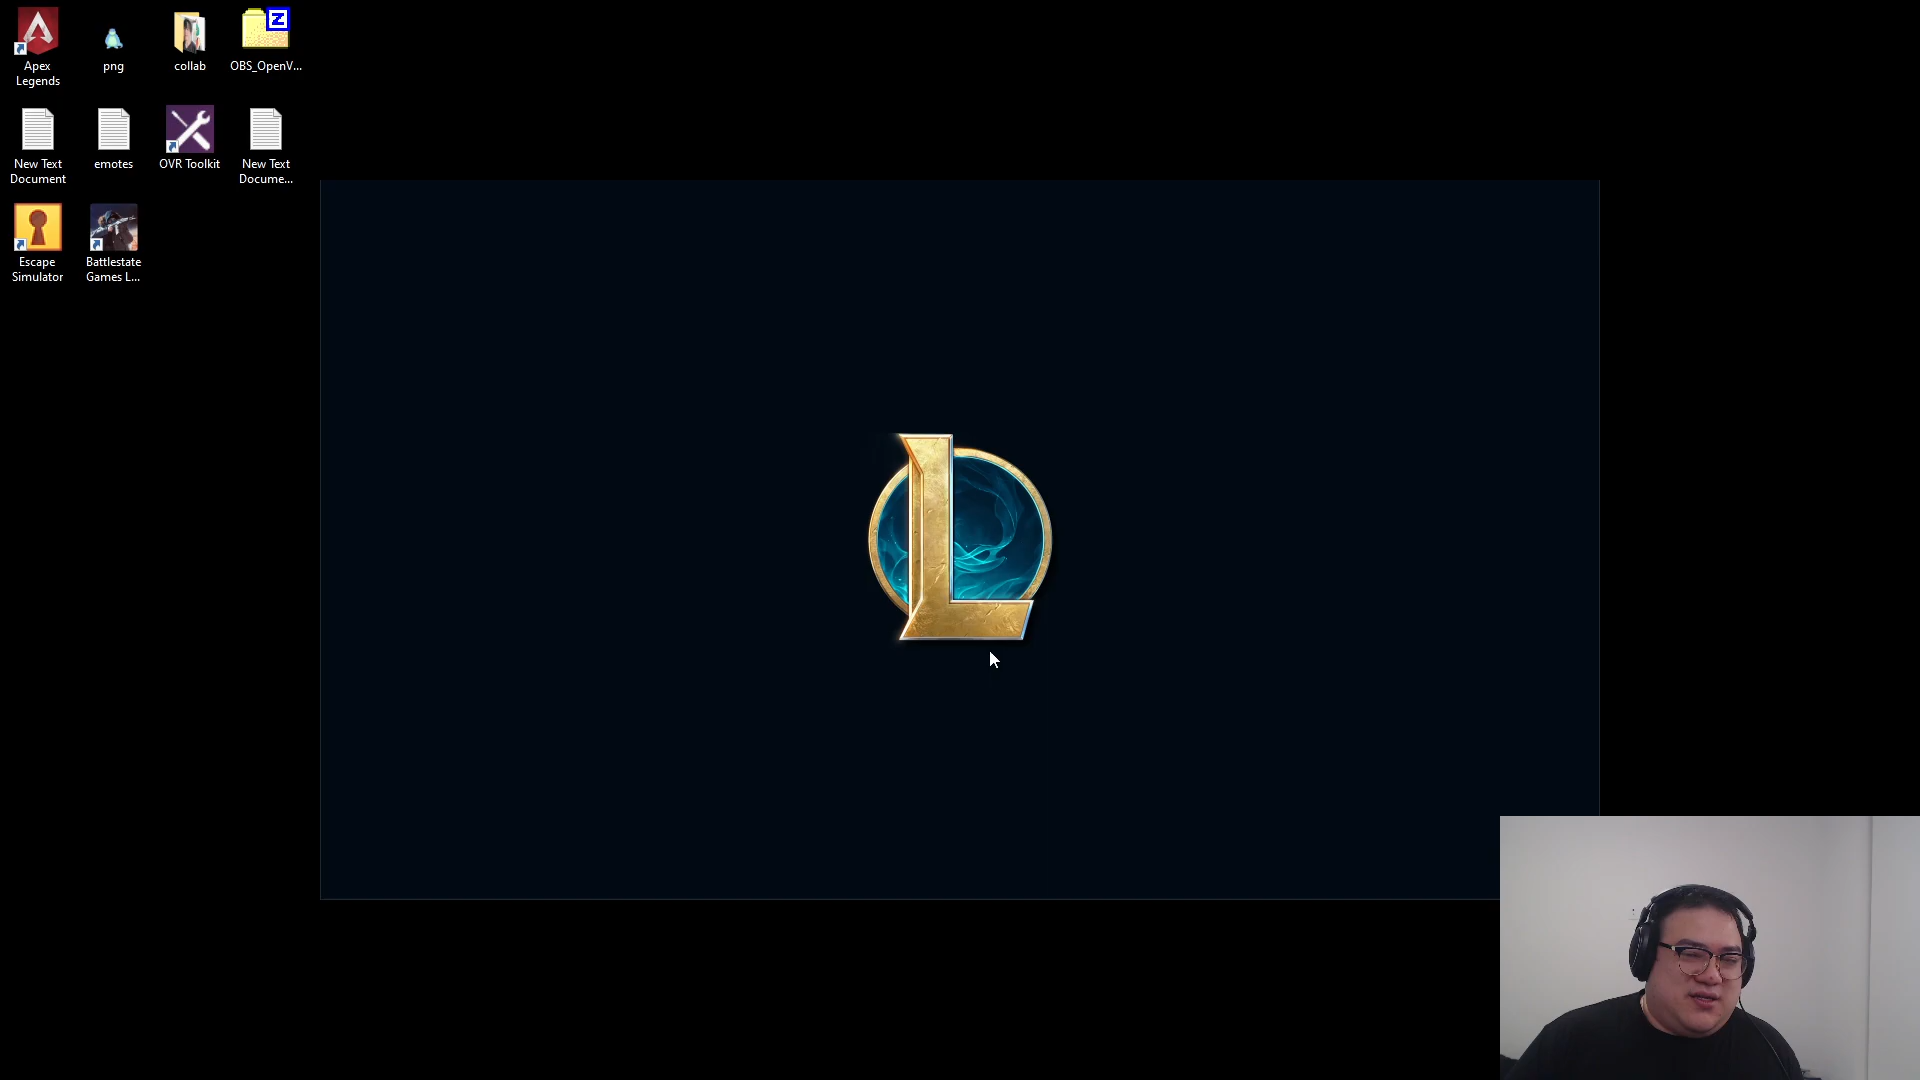 Apex
Legends
png
collab
OBS_OpenV...
New Text
Document
emotes
OVR Toolkit
New Text
Docume...
Escape
Simulator
Battlestate
Games L...
Z
L